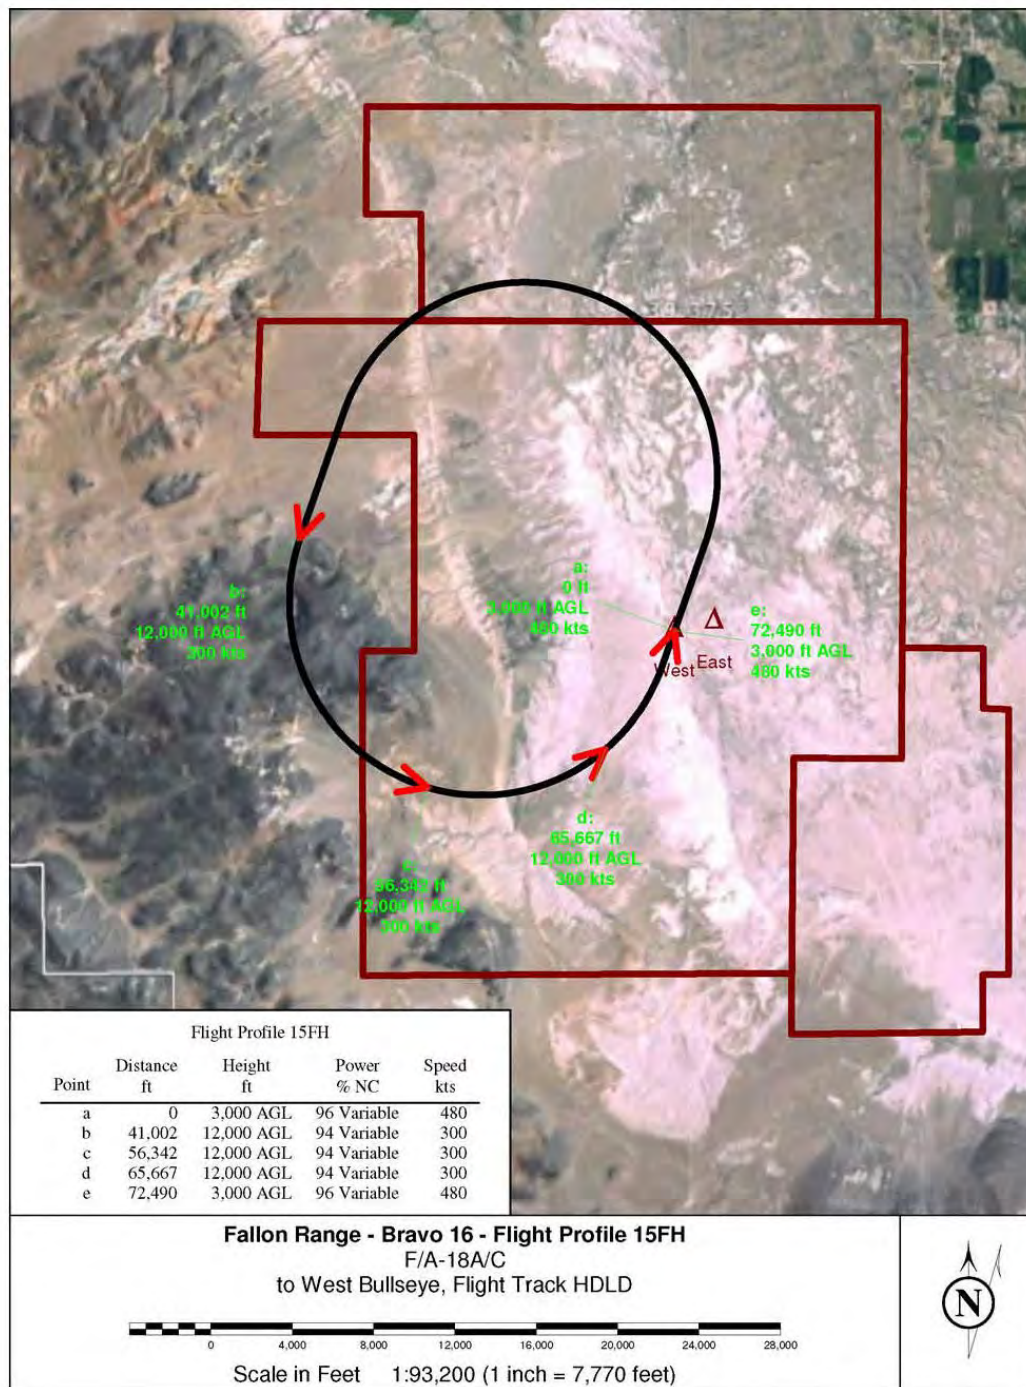 a:
0 ft
3,000 ft AGL
480 kts
b:
41,002 ft
12,000 ft AGL
300 kts
e:
72,490 ft
3,000 ft AGL
480 kts
West East
d:
65,667 ft
12,000 ft AGL
300 kts
12,000 ft AGL
300 kts
Flight Profile 15FH
Point Distance ft Height ft Power % NC Speed kts
a 0 3,000 AGL 96 Variable 480
b 41,002 12,000 AGL 94 Variable 300
c 56,342 12,000 AGL 94 Variable 300
d 65,667 12,000 AGL 94 Variable 300
e 72,490 3,000 AGL 96 Variable 480
Fallon Range - Bravo 16 - Flight Profile 15FH
F/A-18A/C
to West Bullseye, Flight Track HDLD
0 4,000 8,000 12,000 16,000 20,000 24,000 28,000
Scale in Feet 1:93,200 (1 inch = 7,770 feet)
N